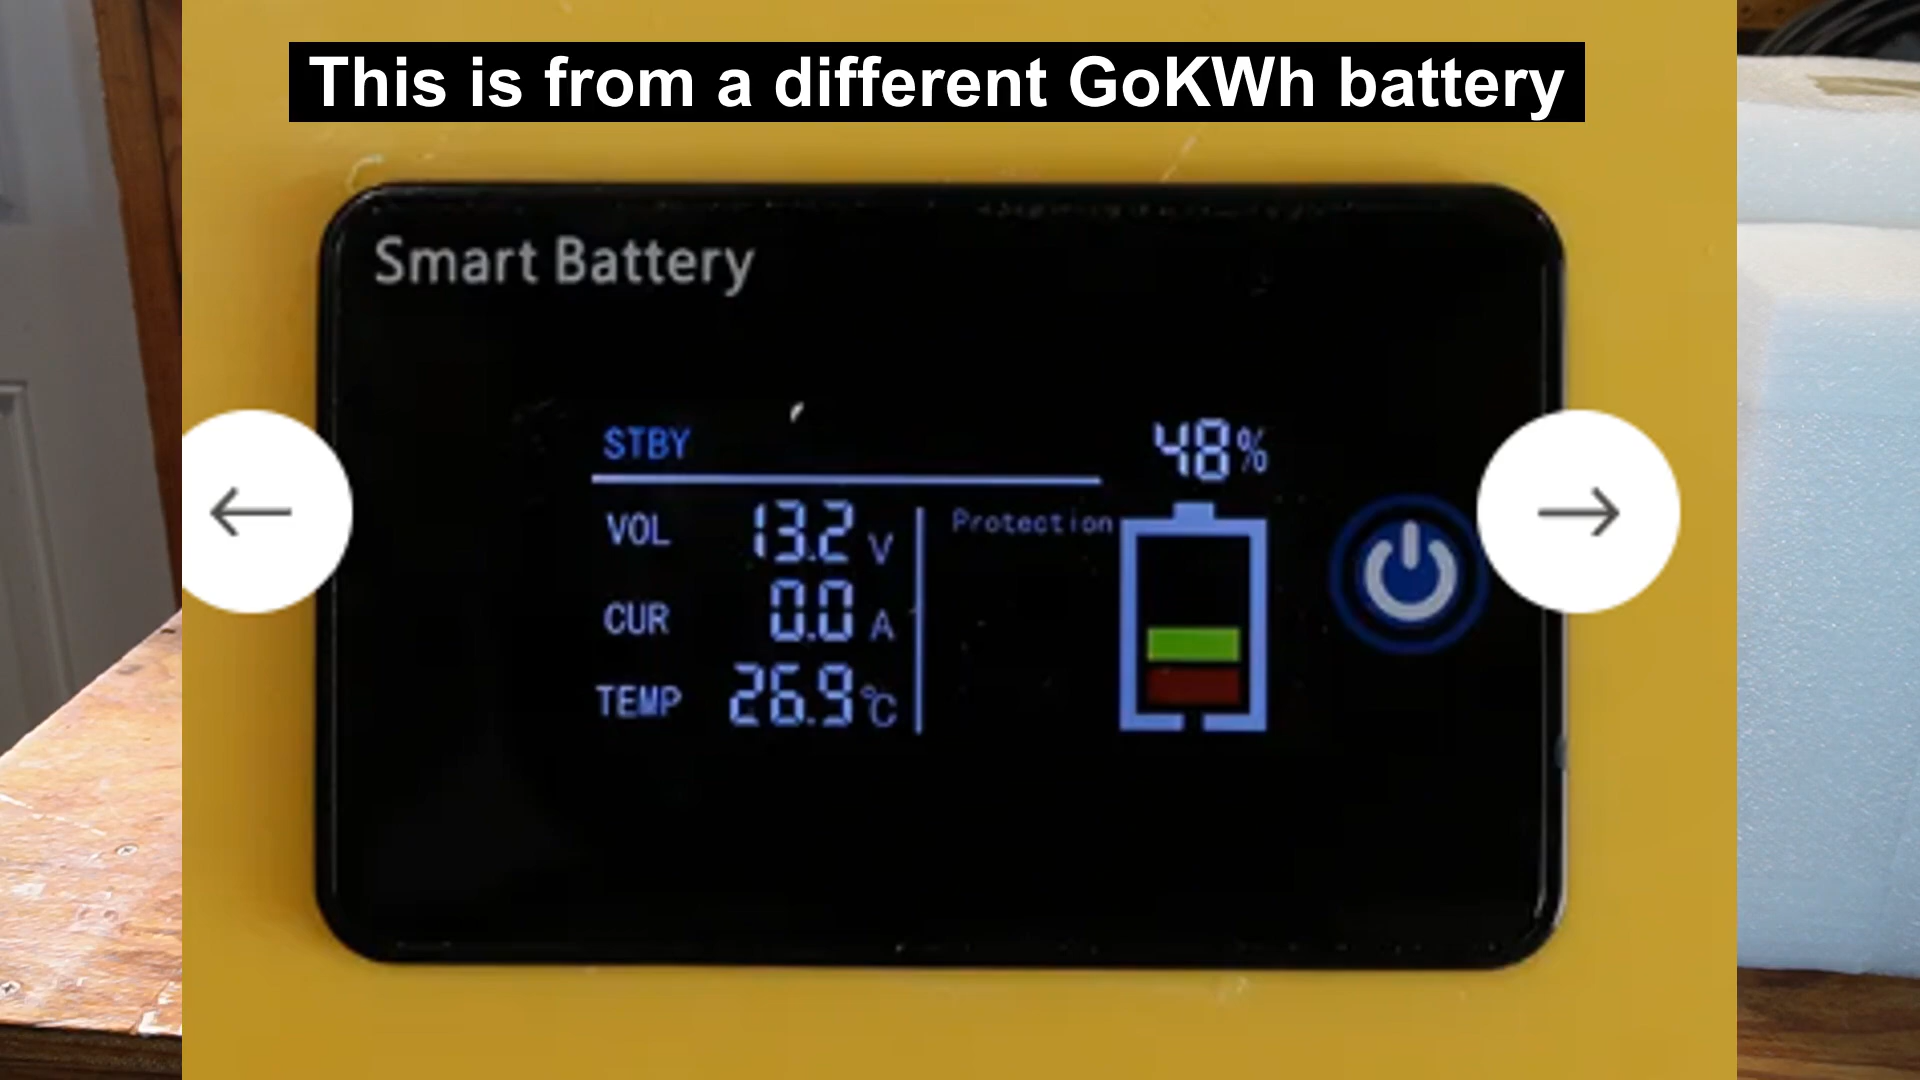 This is from a different GoKWh battery
Smart Battery
STBY
48%
VOL 13.2 V
Protection
CUR 0.0 A
TEMP 26.9°C